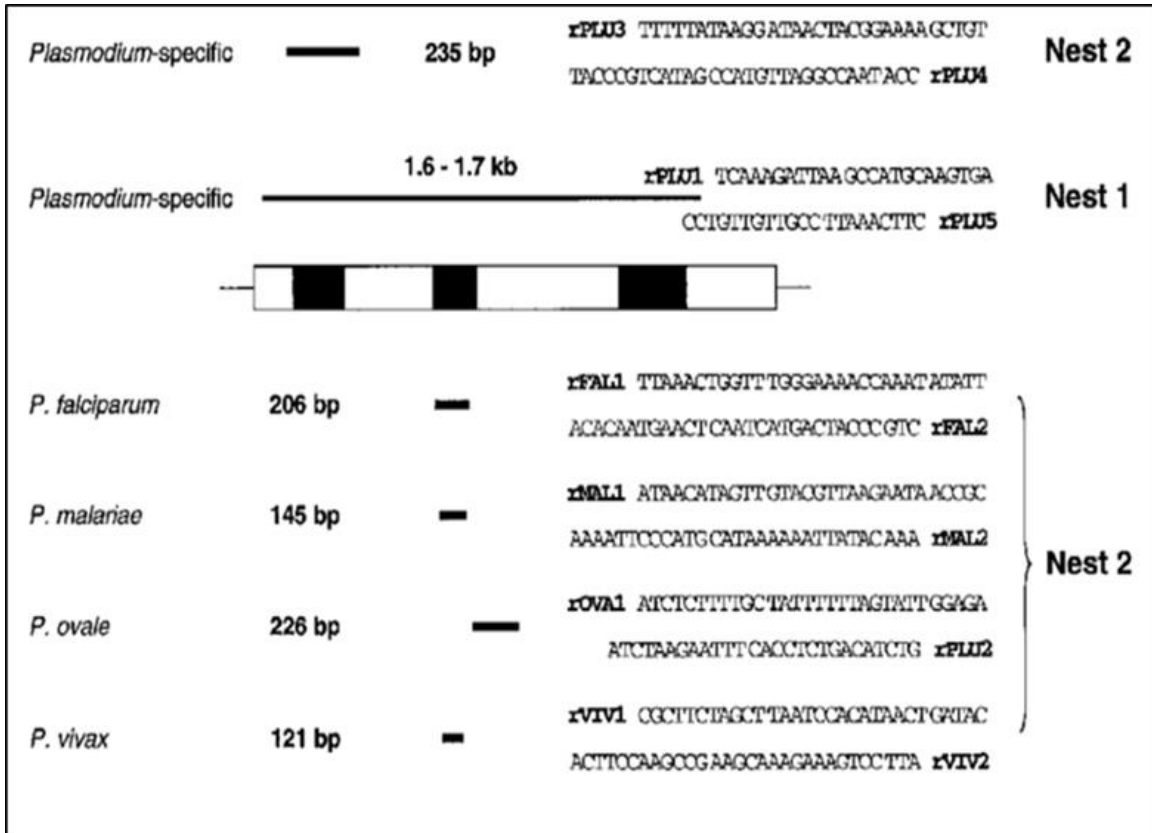 rPLU3 TTTTTATAAGGATAACTACGGAAAAGCTGT
Plasmodium-specific 235 bp Nest 2
TACCCGTCATAGCCATGTTAGGCCAATACC rPLU4
1.6 - 1.7 kb
rPLU1 TCAAAGATTAAGCCATGCAAGTGA
Plasmodium-specific Nest 1
CCTGTTGTTGCCTTAAACTTC rPLU5
rFAL1 TTAAACTGGTTTGGGAAAACCAAATATATT
P. falciparum 206 bp
ACACAATGAACTCAATCATGACTACCCGTC rFAL2
rMAL1 ATAACATAGTTGTACGTTAAGAATAACCGC
P. malariae 145 bp
AAAATTCCCATGCATAAAAAATTATACAAA rMAL2
Nest 2
rOVA1 ATCTCTTTTGCTATTTTTTAGTATTGGAGA
P. ovale 226 bp
ATCTAAGAATTTCACCTCTGACATCTG rPLU2
rVIV1 CGCTTCTAGCTTAATCCACATAACTGATAC
P. vivax 121 bp
ACTTCCAAGCCGAAGCAAAGAAAGTCCTTA rVIV2